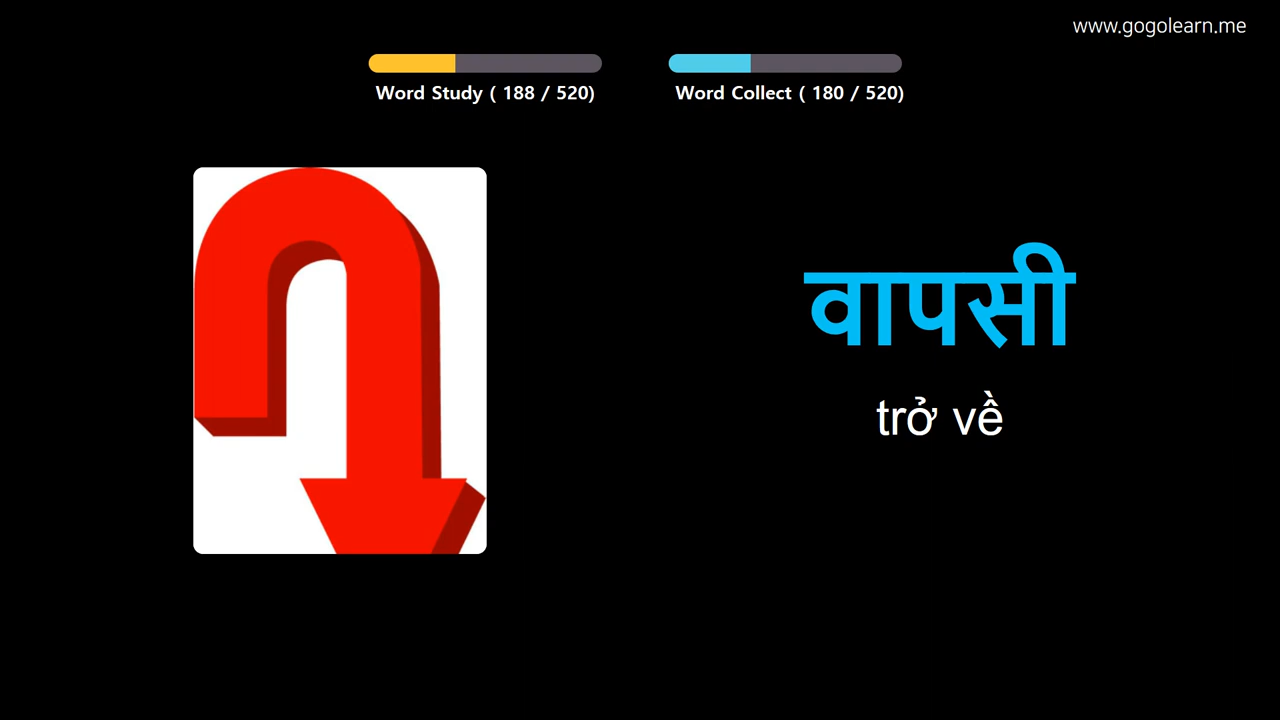 www.gogolearn.me
Word Study ( 188 / 520)
Word Collect ( 180 / 520)
वापसी
trở về